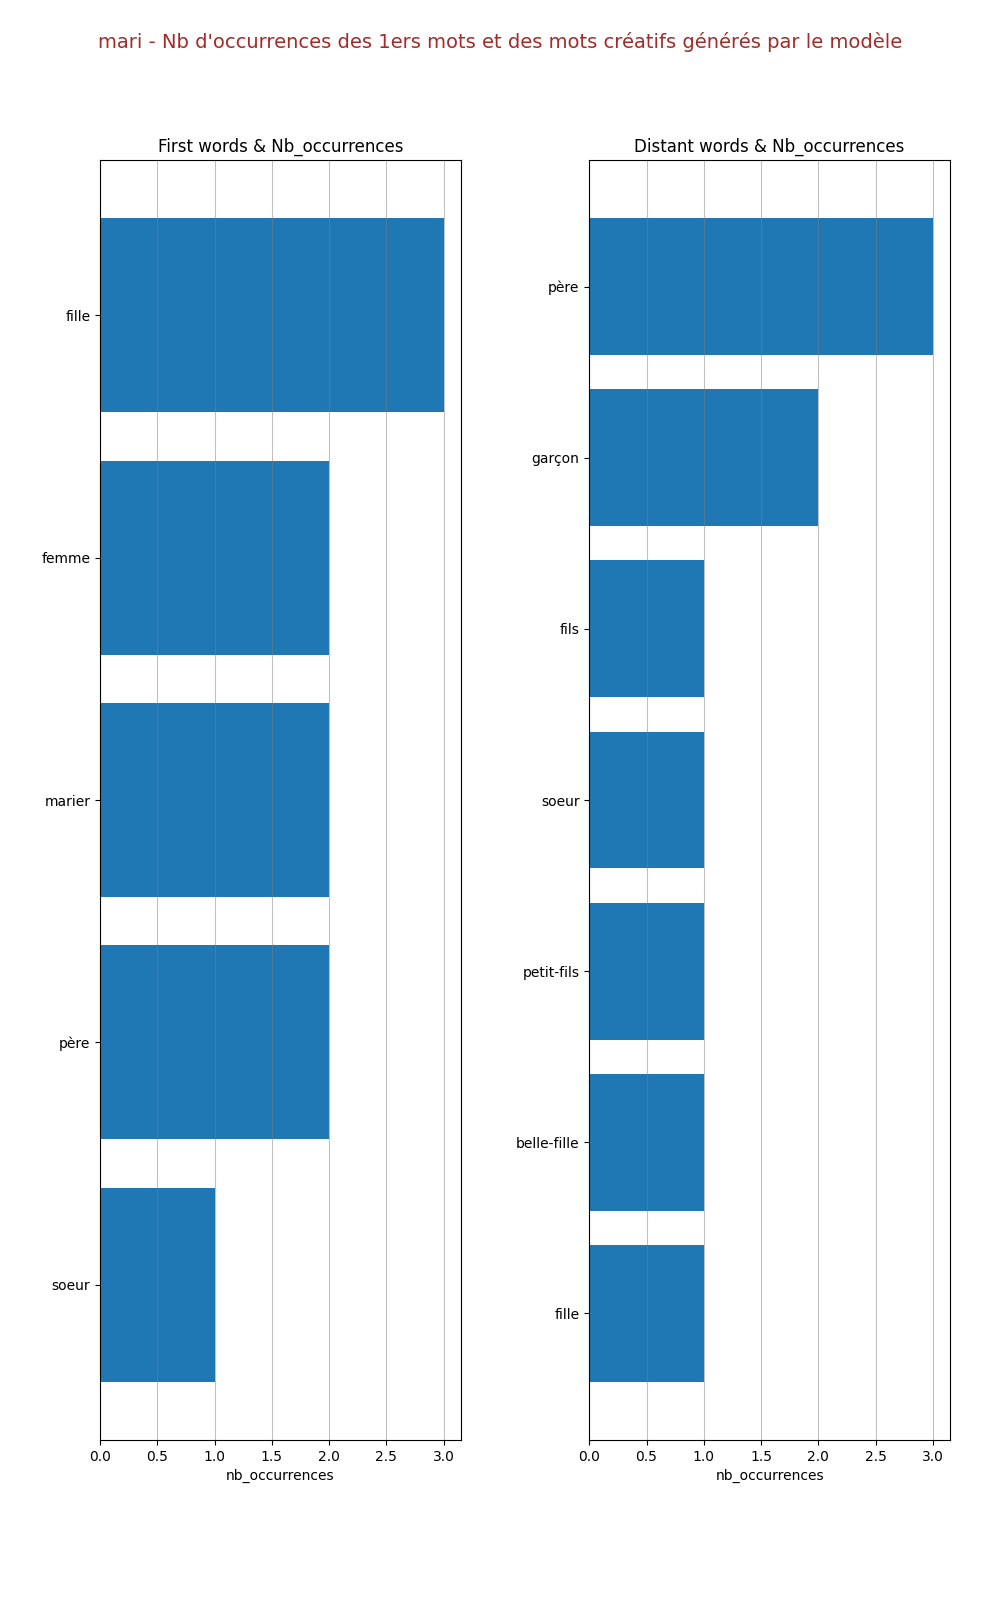 mari - Nb d'occurrences des 1ers mots et des mots créatifs générés par le modèle
First words & Nb_occurrences
fille
femme
marier
père
soeur
0.0 0.5 1.0 1.5 2.0 2.5 3.0
nb_occurrences
Distant words & Nb_occurrences
père
garçon
fils
soeur
petit-fils
belle-fille
fille
0.0 0.5 1.0 1.5 2.0 2.5 3.0
nb_occurrences